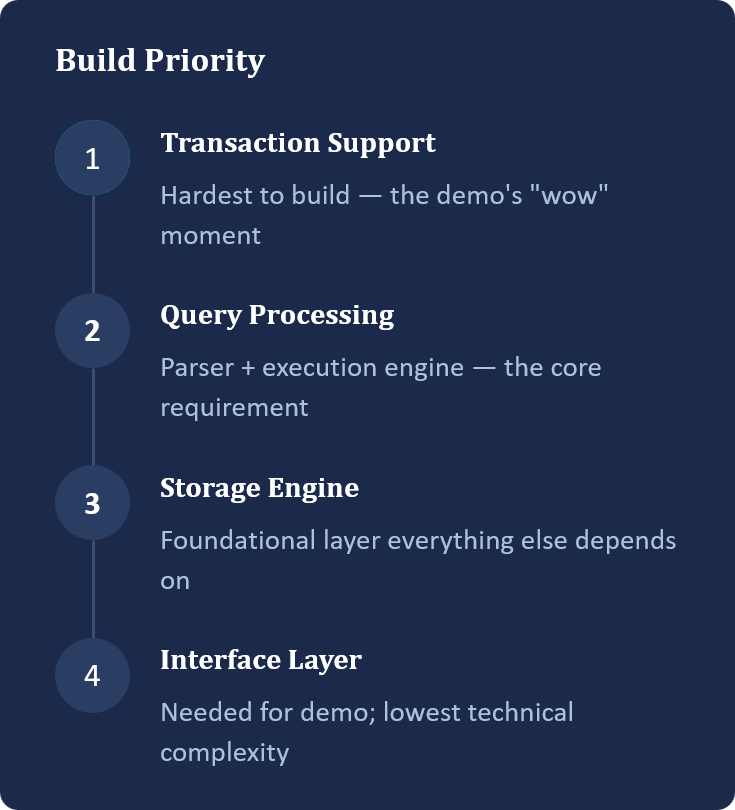 Build Priority
1
Transaction Support
Hardest to build — the demo's "wow"
moment
2
Query Processing
Parser + execution engine — the core
requirement
3
Storage Engine
Foundational layer everything else depends
on
4
Interface Layer
Needed for demo; lowest technical
complexity